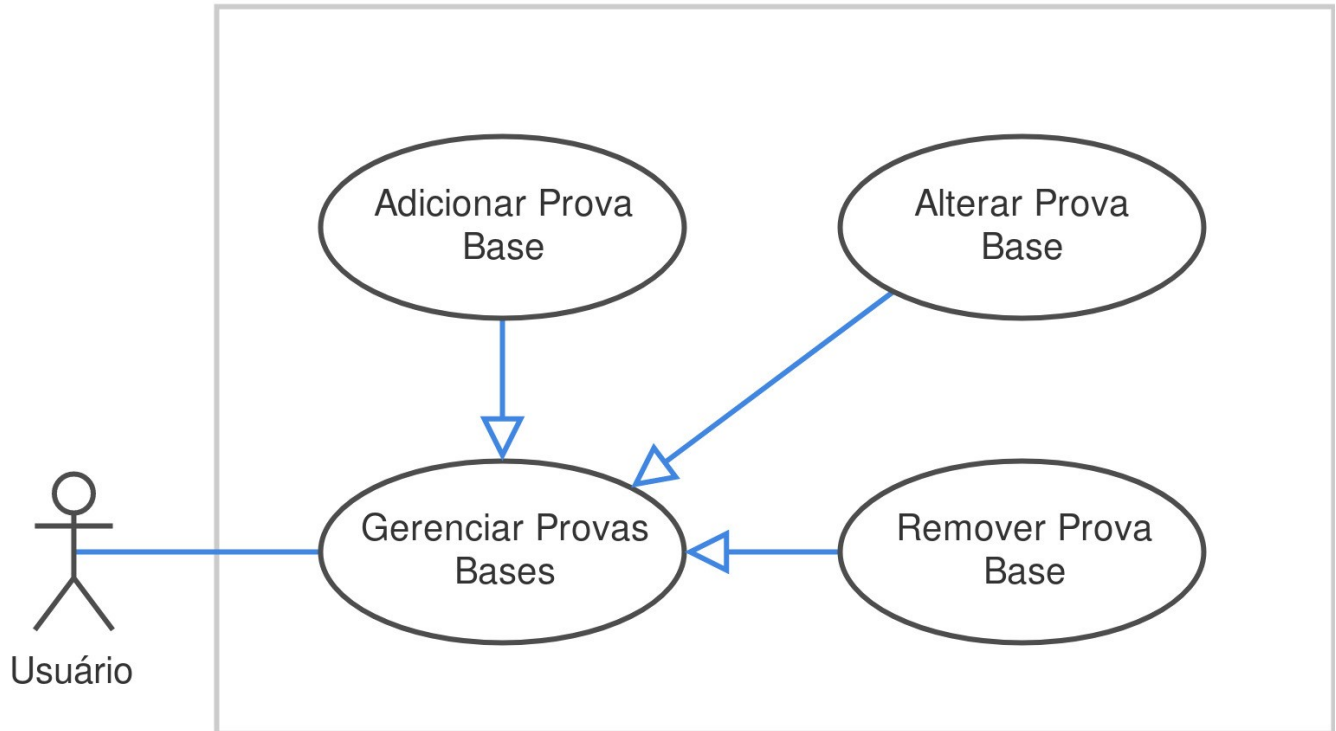 Adicionar Prova
Base
Alterar Prova
Base
Gerenciar Provas
Bases
Remover Prova
Base
Usuário